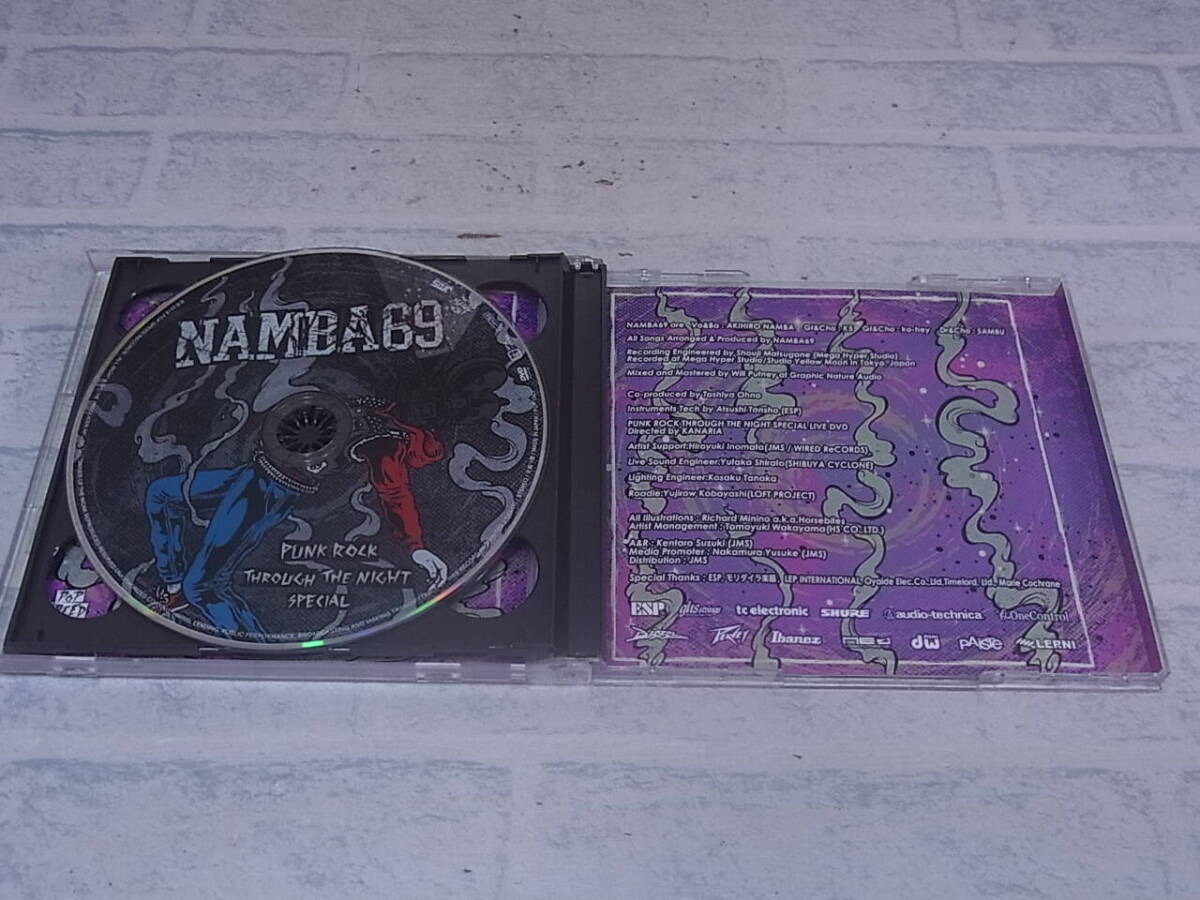 NAMBA69
PUNK ROCK
THROUGH THE NIGHT
SPECIAL
NAMBA69 are : Vo&Ba : AKIHIRO NAMBA Gt&Cho : K5 Gt&Cho : ko-hey Dr&Cho : SAMBU
All Songs Arranged & Produced by NAMBA69
Recording Engineered by Shouji Matsugane (Mega Hyper Studio)
Recorded at Mega Hyper Studio/Studio Yellow Moon in Tokyo, Japan
Mixed and Mastered by Will Putney at Graphic Nature Audio
Co-produced by Toshiya Ohno
Instruments Tech by Atsushi Tansho (ESP)
PUNK ROCK THROUGH THE NIGHT SPECIAL LIVE DVD
Directed by KANARIA
Artist Support:Hiroyuki Inomata(JMS / WIRED ReCORDS)
Live Sound Engineer:Yutaka Shirato(SHIBUYA CYCLONE)
Lighting Engineer:Kosaku Tanaka
Roadie:Yujirow Kobayashi(LOFT PROJECT)
All Illustrations : Richard Minino a.k.a.Horsebites
Artist Management : Tomoyuki Wakayama(HS CO. LTD.)
A&R : Kentaro Suzuki (JMS)
Media Promoter : Nakamura Yusuke (JMS)
Distribution : JMS
Special Thanks : ESP, モリダイラ楽器, LEP INTERNATIONAL, Oyaide Elec.Co.,Ltd,Timelord, Ltd., Marie Cochrane
ESP ghs strings tc electronic SHURE audio-technica OneControl
Peavey Ibanez dw PAiSTe LERNI